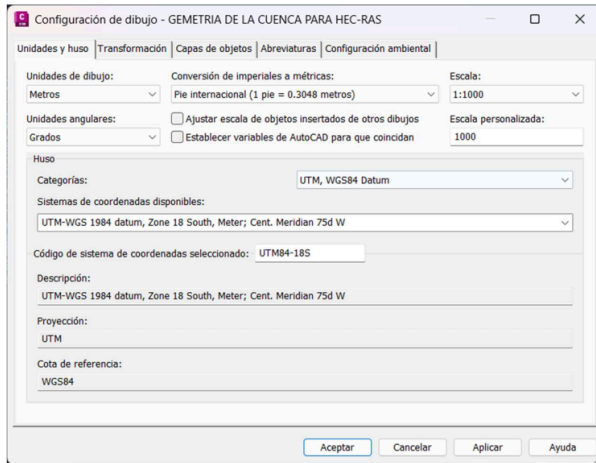 Configuración de dibujo - GEMETRIA DE LA CUENCA PARA HEC-RAS
Unidades y huso Transformación Capas de objetos Abreviaturas Configuración ambiental
Unidades de dibujo: Conversión de imperiales a métricas: Escala:
Metros Pie internacional (1 pie = 0.3048 metros) 1:1000
Unidades angulares: Ajustar escala de objetos insertados de otros dibujos Escala personalizada:
Grados Establecer variables de AutoCAD para que coincidan 1000
Huso
Categorías: UTM, WGS84 Datum
Sistemas de coordenadas disponibles:
UTM-WGS 1984 datum, Zone 18 South, Meter; Cent. Meridian 75d W
Código de sistema de coordenadas seleccionado: UTM84-18S
Descripción:
UTM-WGS 1984 datum, Zone 18 South, Meter; Cent. Meridian 75d W
Proyección:
UTM
Cota de referencia:
WGS84
Aceptar Cancelar Aplicar Ayuda